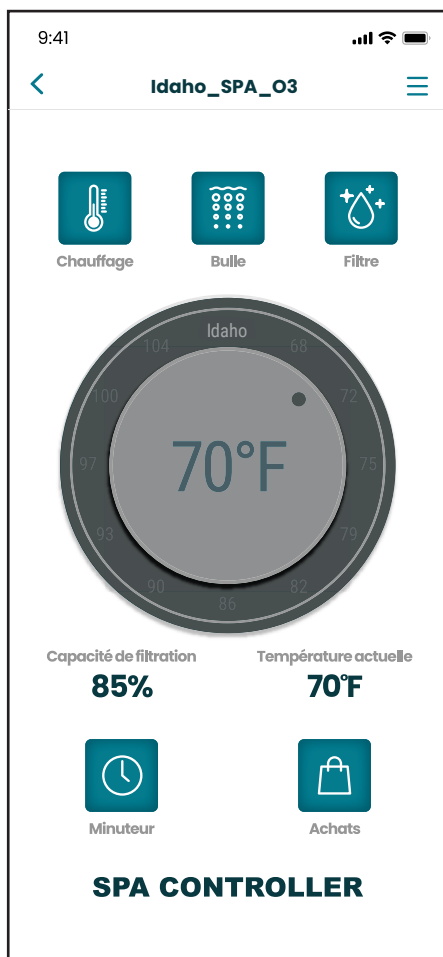 9:41
Idaho_SPA_O3
Chauffage
Bulle
Filtre
Idaho
104
68
100
72
97
75
70°F
93
79
90
82
86
Capacité de filtration
Température actuelle
85%
70°F
Minuteur
Achats
SPA CONTROLLER